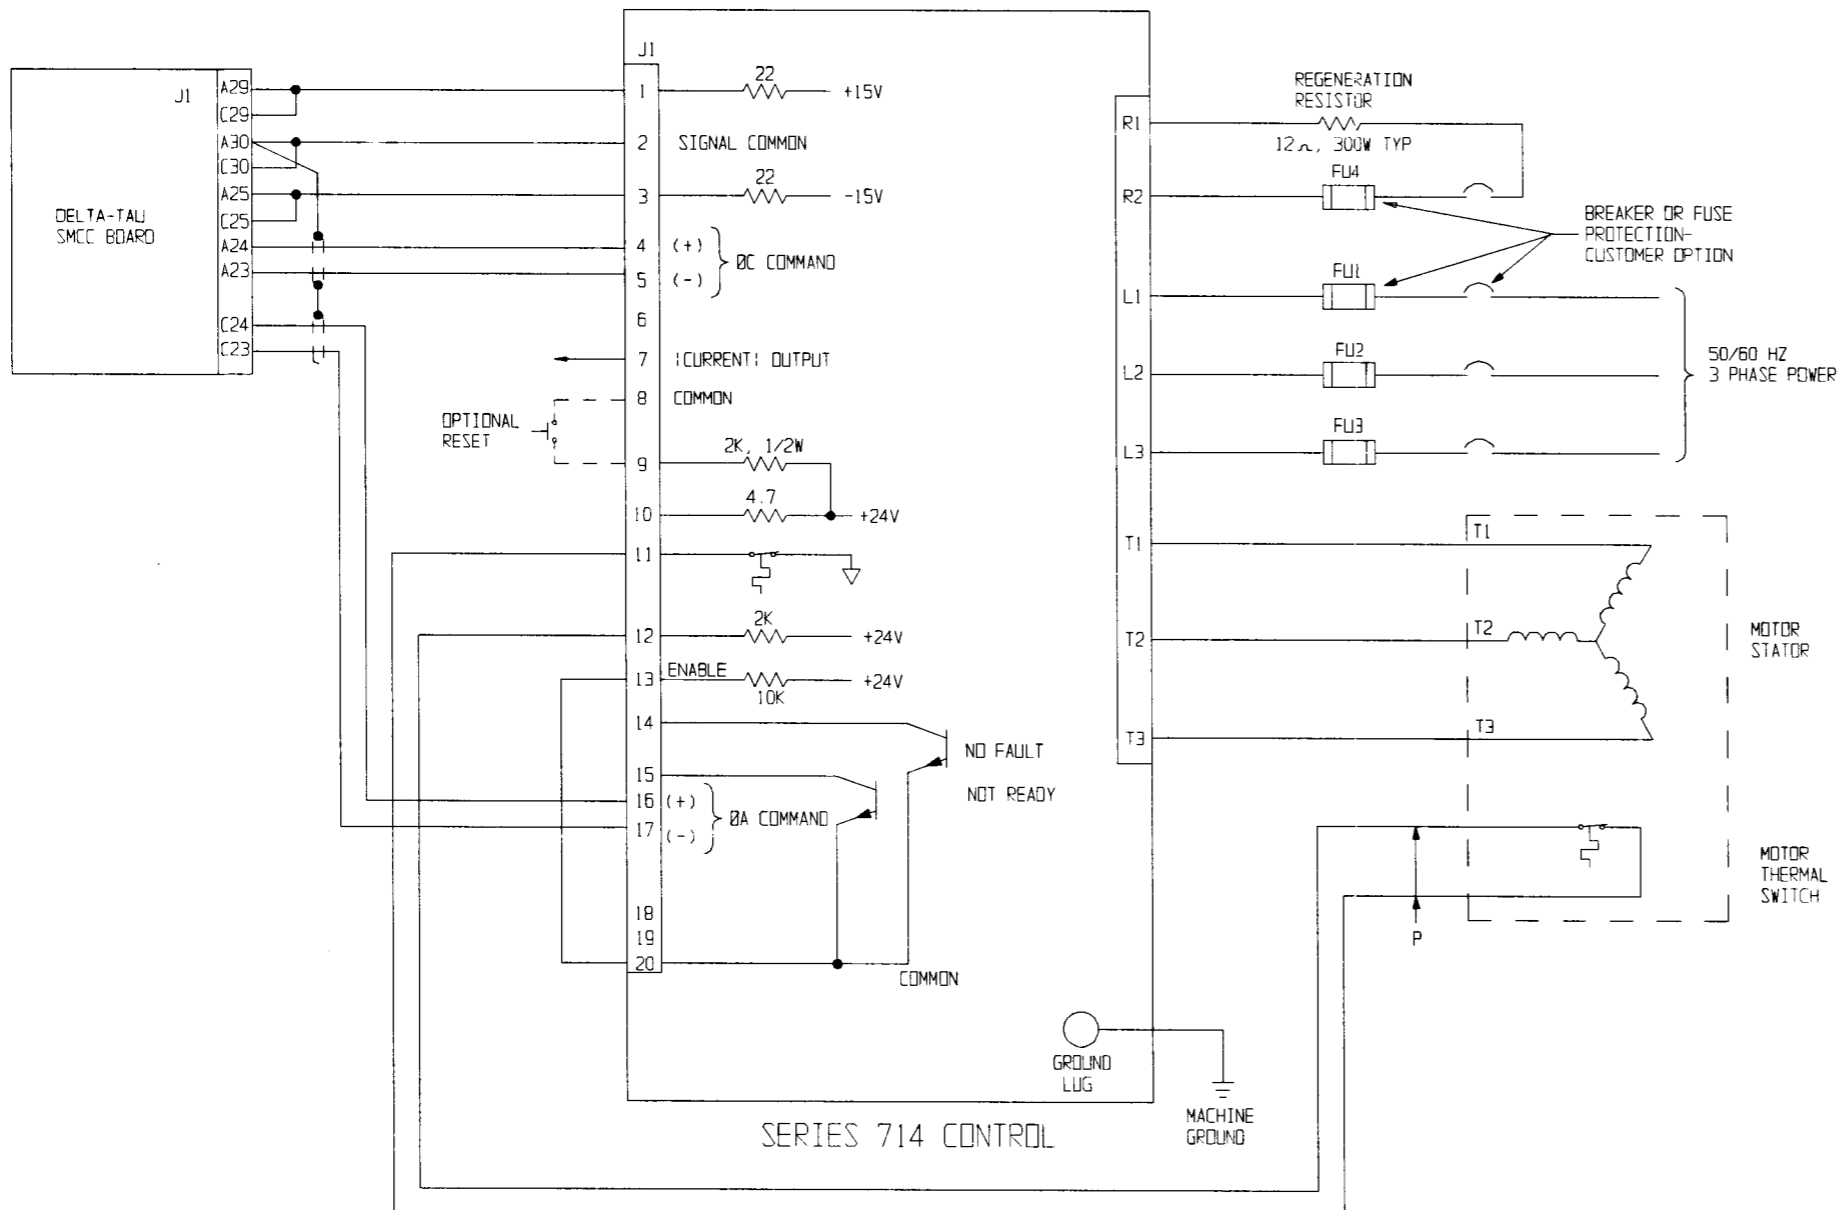 J1
A29
C29
A30
C30
A25
C25
A24
A23
C24
C23
DELTA-TAU
SMCC BOARD
J1
1
22
+15V
2
SIGNAL COMMON
3
22
-15V
4
(+)
5
(-)
ØC COMMAND
6
7
|CURRENT| OUTPUT
8
COMMON
OPTIONAL
RESET
9
2K, 1/2W
10
4.7
+24V
11
12
2K
+24V
13
ENABLE
10K
+24V
14
NO FAULT
15
NOT READY
16
(+)
17
(-)
ØA COMMAND
18
19
20
COMMON
GROUND
LUG
MACHINE
GROUND
SERIES 714 CONTROL
R1
REGENERATION
RESISTOR
12Ω, 300W TYP
R2
FU4
BREAKER OR FUSE
PROTECTION-
CUSTOMER OPTION
L1
FU1
L2
FU2
L3
FU3
50/60 HZ
3 PHASE POWER
T1
T1
T2
T2
T3
T3
MOTOR
STATOR
MOTOR
THERMAL
SWITCH
P